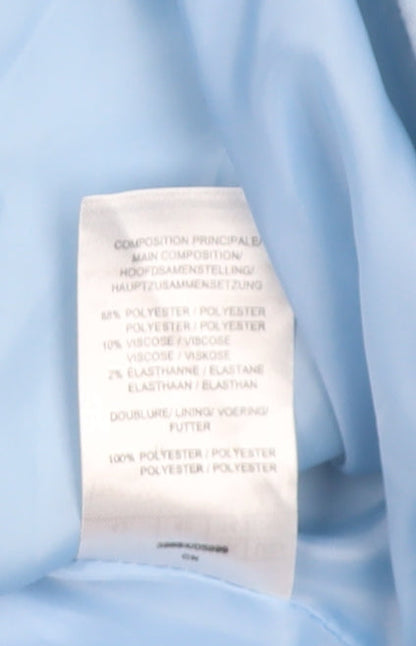 COMPOSITION PRINCIPALE/
MAIN COMPOSITION/
HOOFDSAMENSTELLING/
HAUPTZUSAMMENSETZUNG
88% POLYESTER / POLYESTER
POLYESTER / POLYESTER
10% VISCOSE / VISCOSE
VISCOSE / VISKOSE
2% ÉLASTHANNE / ELASTANE
ELASTHAAN / ELASTHAN
DOUBLURE/ LINING/ VOERING/
FUTTER
100% POLYESTER / POLYESTER
POLYESTER / POLYESTER